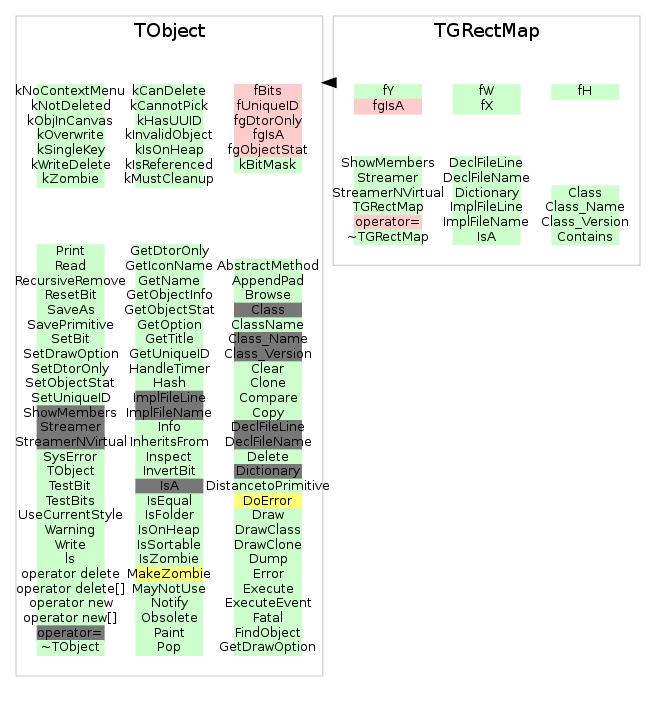 TObject
kNoContextMenu
kNotDeleted
kObjInCanvas
kOverwrite
kSingleKey
kWriteDelete
kZombie
kCanDelete
kCannotPick
kHasUUID
kInvalidObject
kIsOnHeap
kIsReferenced
kMustCleanup
fBits
fUniqueID
fgDtorOnly
fgIsA
fgObjectStat
kBitMask
Print
Read
RecursiveRemove
ResetBit
SaveAs
SavePrimitive
SetBit
SetDrawOption
SetDtorOnly
SetObjectStat
SetUniqueID
ShowMembers
Streamer
StreamerNVirtual
SysError
TObject
TestBit
TestBits
UseCurrentStyle
Warning
Write
ls
operator delete
operator delete[]
operator new
operator new[]
operator=
~TObject
GetDtorOnly
GetIconName
GetName
GetObjectInfo
GetObjectStat
GetOption
GetTitle
GetUniqueID
HandleTimer
Hash
ImplFileLine
ImplFileName
Info
InheritsFrom
Inspect
InvertBit
IsA
IsEqual
IsFolder
IsOnHeap
IsSortable
IsZombie
MakeZombie
MayNotUse
Notify
Obsolete
Paint
Pop
AbstractMethod
AppendPad
Browse
Class
ClassName
Class_Name
Class_Version
Clear
Clone
Compare
Copy
DeclFileLine
DeclFileName
Delete
Dictionary
DistancetoPrimitive
DoError
Draw
DrawClass
DrawClone
Dump
Error
Execute
ExecuteEvent
Fatal
FindObject
GetDrawOption
TGRectMap
fY
fgIsA
fW
fX
fH
ShowMembers
Streamer
StreamerNVirtual
TGRectMap
operator=
~TGRectMap
DeclFileLine
DeclFileName
Dictionary
ImplFileLine
ImplFileName
IsA
Class
Class_Name
Class_Version
Contains